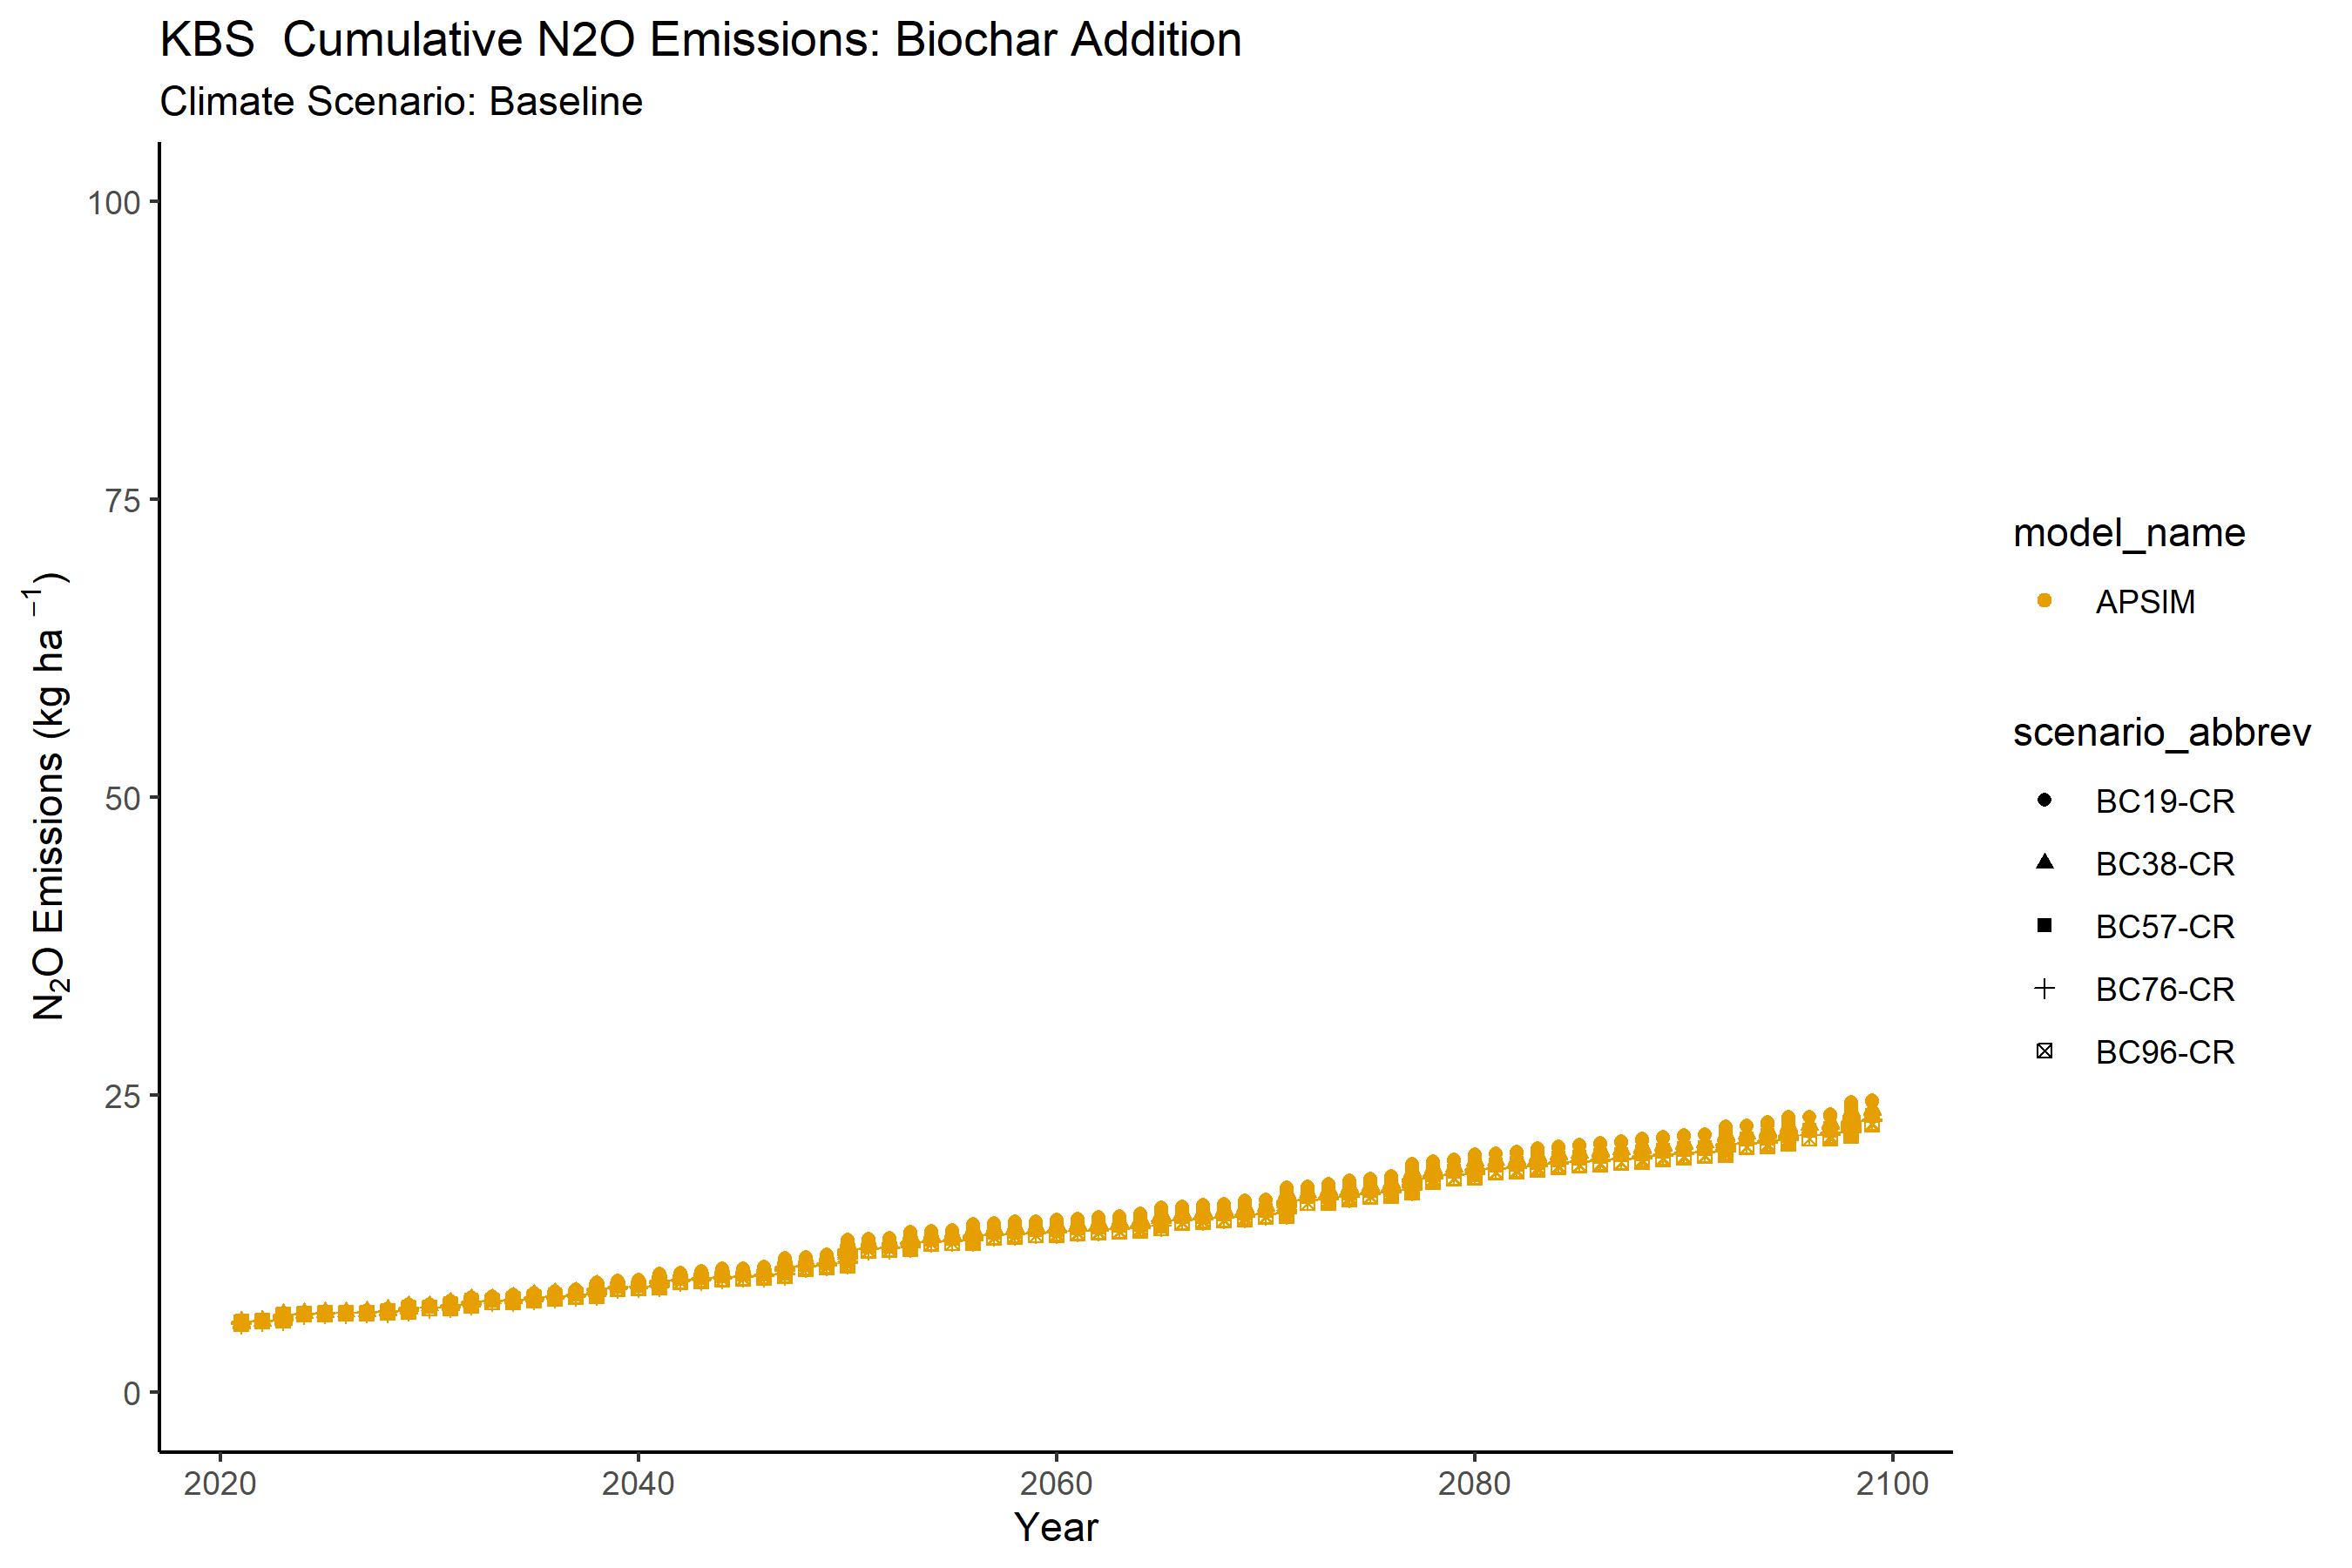 KBS  Cumulative N2O Emissions: Biochar Addition
Climate Scenario: Baseline
N₂O Emissions (kg ha ⁻¹)
100
75
50
25
0
2020
2040
2060
2080
2100
Year
model_name
APSIM
scenario_abbrev
BC19-CR
BC38-CR
BC57-CR
BC76-CR
BC96-CR